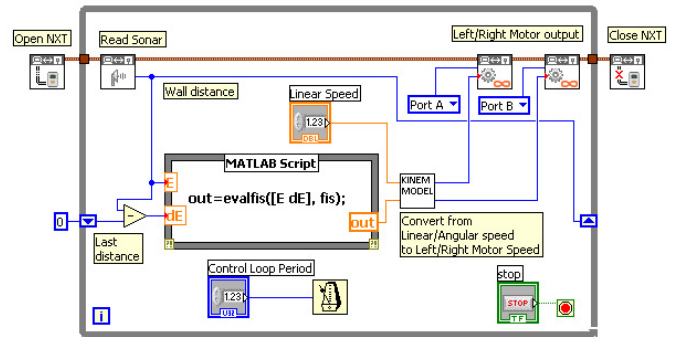 Open NXT
Read Sonar
Left/Right Motor output
Close NXT
Wall distance
Linear Speed
Port A
Port B
1.23
DBL
MATLAB Script
E
out=evalfis([E dE], fis);
KINEM
MODEL
dE
out
0
Last
distance
Convert from
Linear/Angular speed
to Left/Right Motor Speed
Control Loop Period
stop
1.23
STOP
TF
i